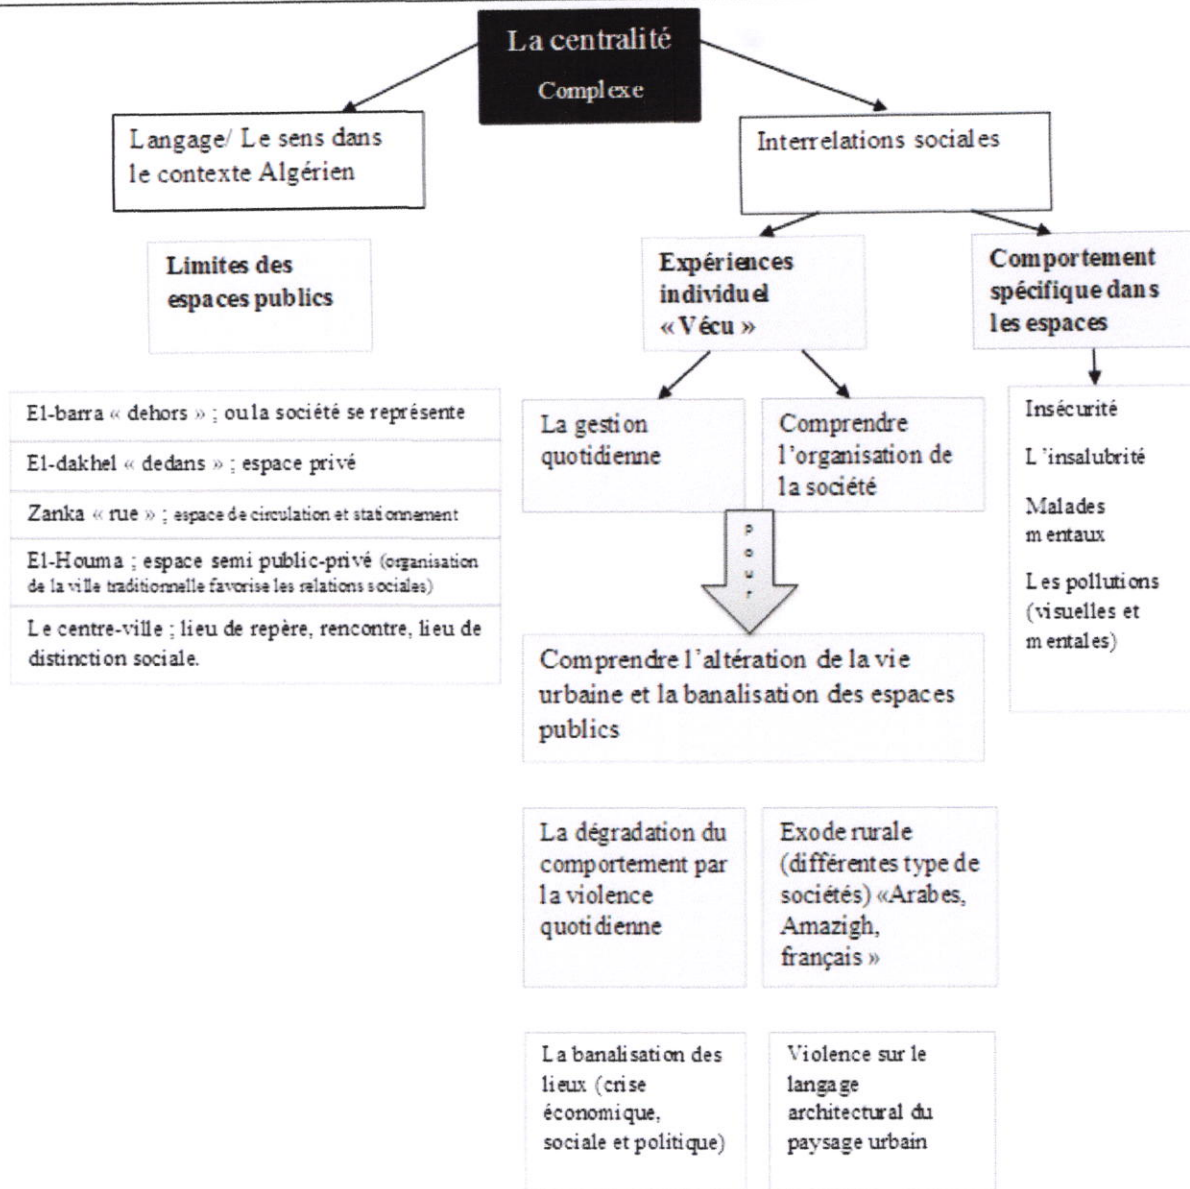 La centralité
Complexe
Langage/ Le sens dans
le contexte Algérien
Interrelations sociales
Limites des
espaces publics
Expériences
individuel
« Vécu »
Comportement
spécifique dans
les espaces
El-barra « dehors » ; ou la société se représente
El-dakhel « dedans » ; espace privé
Zanka « rue » ; espace de circulation et stationnement
El-Houma ; espace semi public-privé (organisation
de la ville traditionnelle favorise les relations sociales)
Le centre-ville ; lieu de repère, rencontre, lieu de
distinction sociale.
La gestion
quotidienne
Comprendre
l'organisation de
la société
Insécurité
L'insalubrité
Malades
mentaux
Les pollutions
(visuelles et
mentales)
pour
Comprendre l'altération de la vie
urbaine et la banalisation des espaces
publics
La dégradation du
comportement par
la violence
quotidienne
Exode rurale
(différentes type de
sociétés) «Arabes,
Amazigh,
français »
La banalisation des
lieux (crise
économique,
sociale et politique)
Violence sur le
langage
architectural du
paysage urbain